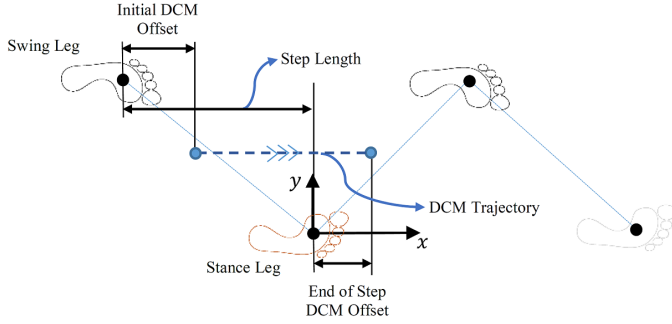 Initial DCM
Offset
Swing Leg
Step Length
y
DCM Trajectory
x
Stance Leg
End of Step
DCM Offset